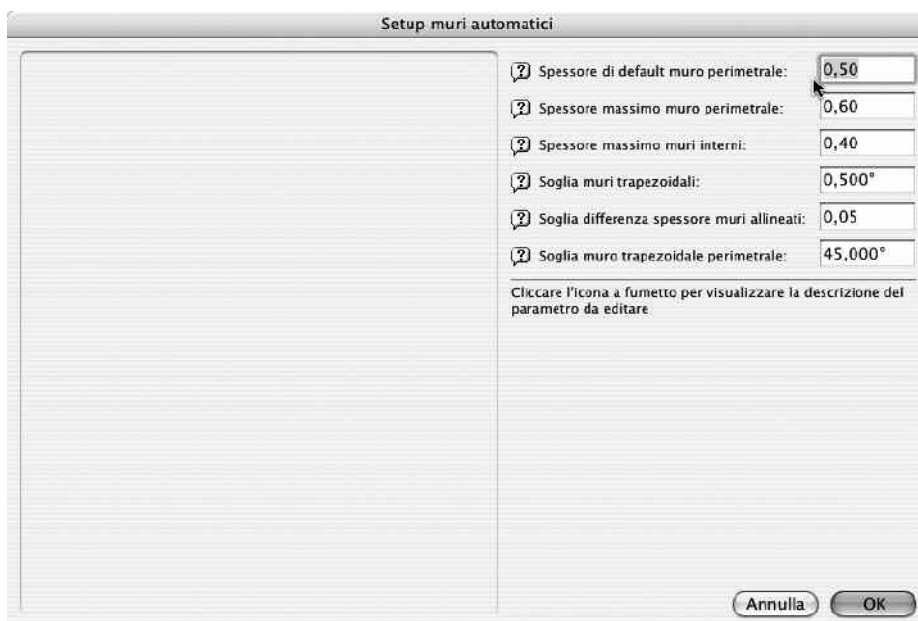 Setup muri automatici
Spessore di default muro perimetrale: 0,50
Spessore massimo muro perimetrale: 0,60
Spessore massimo muri interni: 0,40
Soglia muri trapezoidali: 0,500°
Soglia differenza spessore muri allineati: 0,05
Soglia muro trapezoidale perimetrale: 45,000°
Cliccare l'icona a fumetto per visualizzare la descrizione del
parametro da editare
Annulla OK